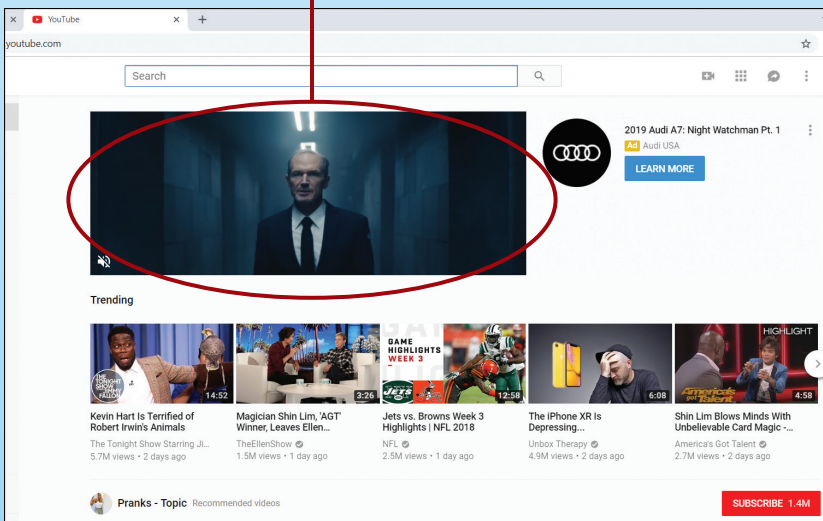 YouTube
youtube.com
Search
2019 Audi A7: Night Watchman Pt. 1
Ad Audi USA
LEARN MORE
Trending
THE TONIGHT SHOW FALLON
14:52
3:26
GAME
HIGHLIGHTS
WEEK 3
JETS
12:58
6:08
HIGHLIGHT
America's
got Talent
4:58
Kevin Hart Is Terrified of
Robert Irwin's Animals
The Tonight Show Starring Ji...
5.7M views • 2 days ago
Magician Shin Lim, 'AGT'
Winner, Leaves Ellen...
TheEllenShow
1.5M views • 1 day ago
Jets vs. Browns Week 3
Highlights | NFL 2018
NFL
2.5M views • 1 day ago
The iPhone XR Is
Depressing...
Unbox Therapy
4.9M views • 2 days ago
Shin Lim Blows Minds With
Unbelievable Card Magic -...
America's Got Talent
2.7M views • 2 days ago
Pranks - Topic Recommended videos
SUBSCRIBE 1.4M